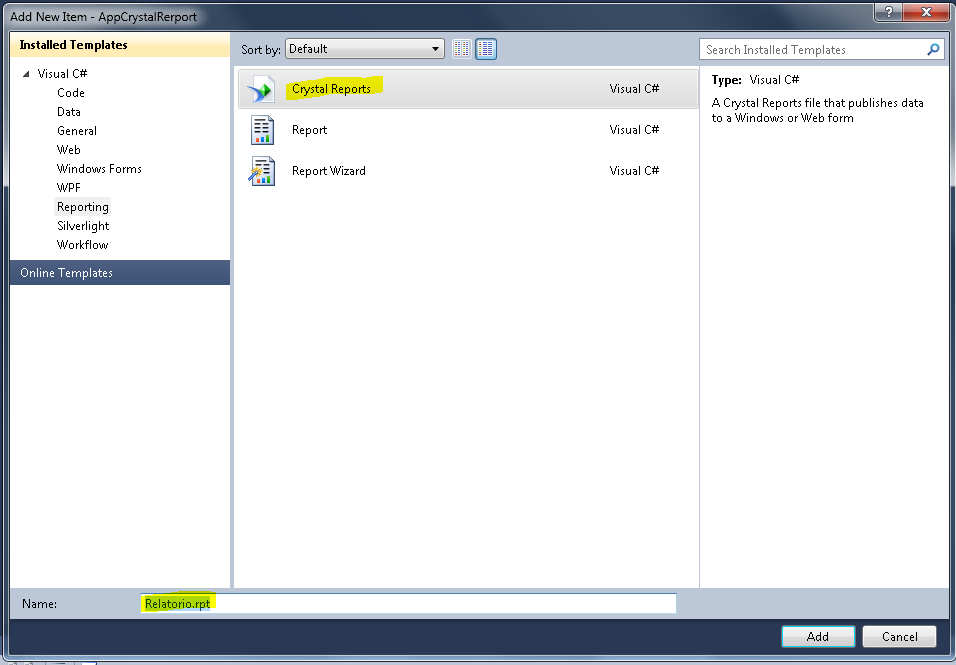 Add New Item - AppCrystalRerport
?
X
Installed Templates
Visual C#
Code
Data
General
Web
Windows Forms
WPF
Reporting
Silverlight
Workflow
Online Templates
Sort by: Default
Crystal Reports Visual C#
Report Visual C#
Report Wizard Visual C#
Search Installed Templates
Type: Visual C#
A Crystal Reports file that publishes data
to a Windows or Web form
Name: Relatorio.rpt
Add Cancel